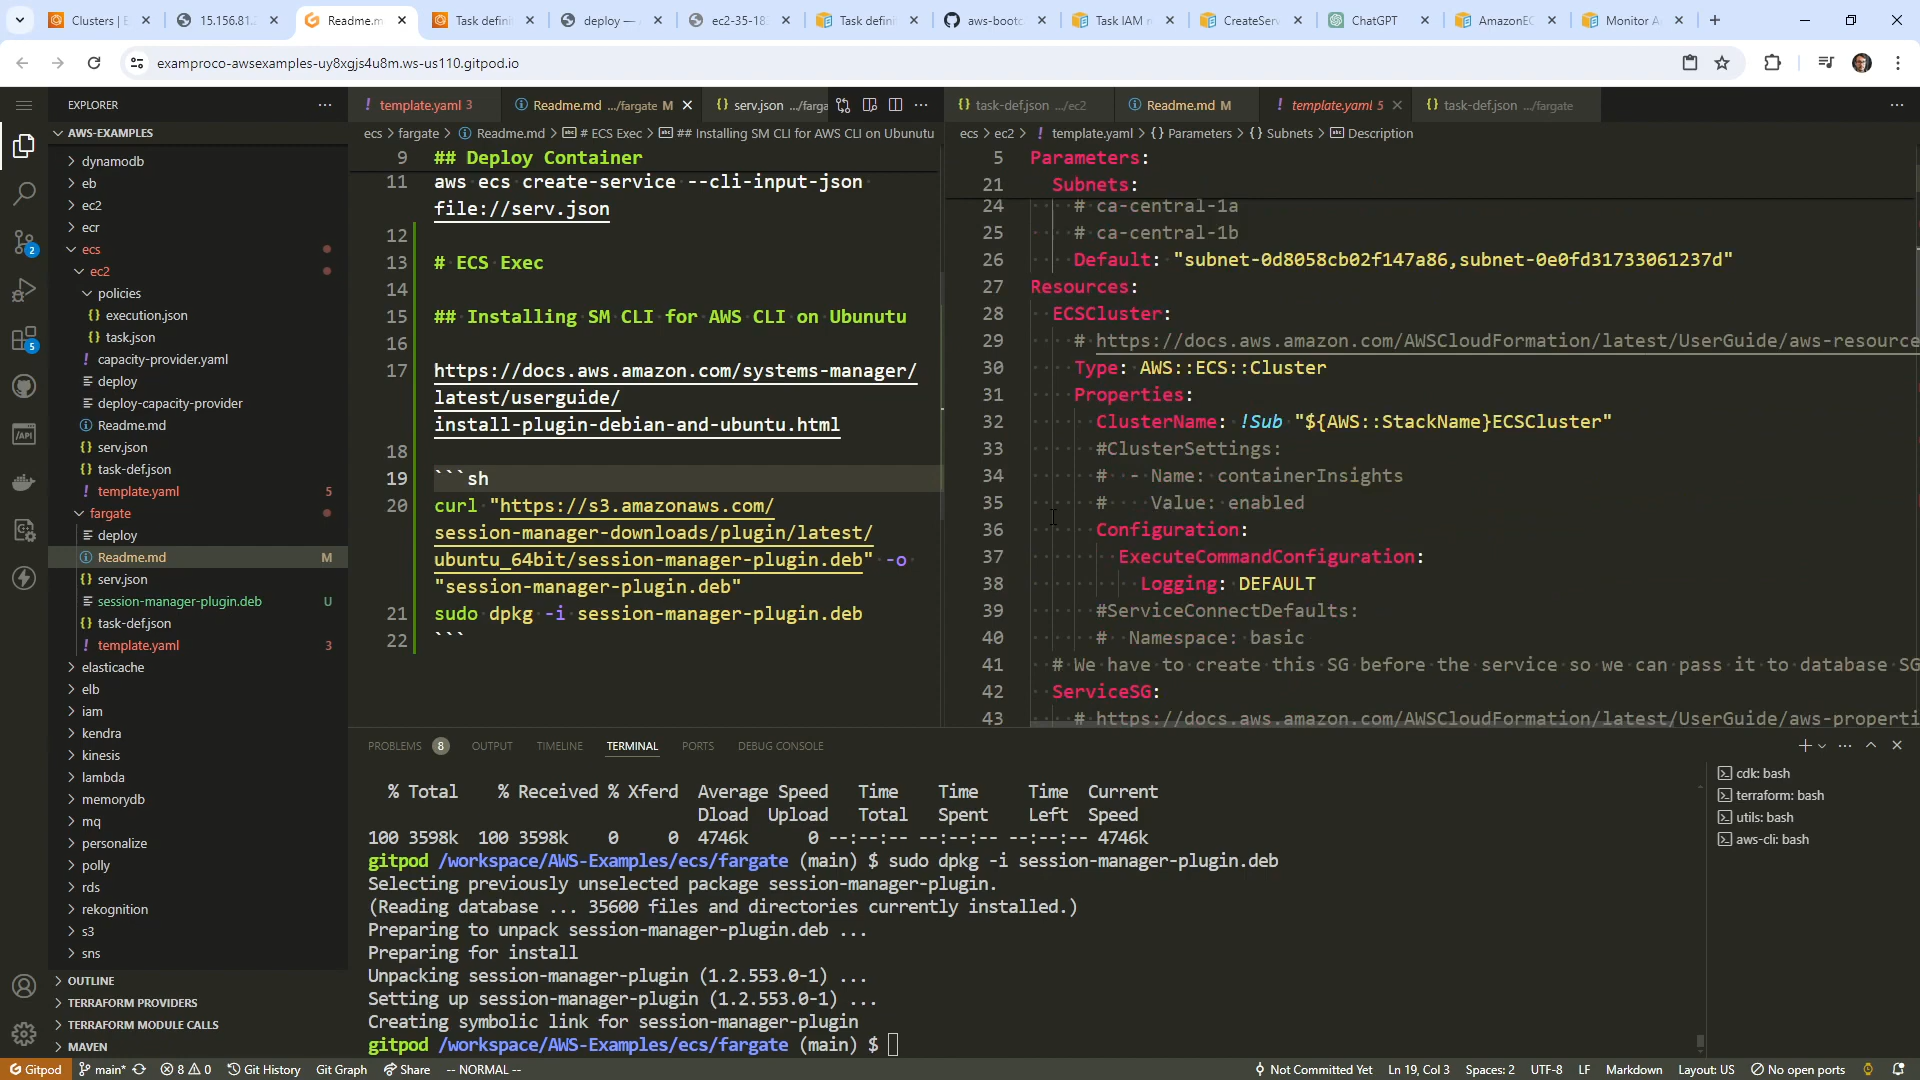 Clusters | E
15.156.81.
Readme.m
Task defini
deploy —
ec2-35-18
Task defini
aws-bootc
Task IAM r
CreateServ
ChatGPT
AmazonEC
Monitor A
examproco-awsexamples-uy8xgjs4u8m.ws-us110.gitpod.io
EXPLORER
template.yaml 3
Readme.md .../fargate M
serv.json .../farga
task-def.json .../ec2
Readme.md M
template.yaml 5
task-def.json .../fargate
AWS-EXAMPLES
dynamodb
eb
ec2
ecr
ecs
ec2
policies
execution.json
task.json
capacity-provider.yaml
deploy
deploy-capacity-provider
Readme.md
serv.json
task-def.json
template.yaml 5
fargate
deploy
Readme.md M
serv.json
session-manager-plugin.deb U
task-def.json
template.yaml 3
elasticache
elb
iam
kendra
kinesis
lambda
memorydb
mq
personalize
polly
rds
rekognition
s3
sns
OUTLINE
TERRAFORM PROVIDERS
TERRAFORM MODULE CALLS
MAVEN
ecs > fargate > Readme.md > # ECS Exec > ## Installing SM CLI for AWS CLI on Ubunutu
9 ## Deploy Container
11 aws ecs create-service --cli-input-json
file://serv.json
12
13 # ECS Exec
14
15 ## Installing SM CLI for AWS CLI on Ubunutu
16
17 https://docs.aws.amazon.com/systems-manager/
latest/userguide/
install-plugin-debian-and-ubuntu.html
18
19 ```sh
20 curl "https://s3.amazonaws.com/
session-manager-downloads/plugin/latest/
ubuntu_64bit/session-manager-plugin.deb" -o
"session-manager-plugin.deb"
21 sudo dpkg -i session-manager-plugin.deb
22 ```
ecs > ec2 > template.yaml > {} Parameters > {} Subnets > Description
5 Parameters:
21 Subnets:
24 # ca-central-1a
25 # ca-central-1b
26 Default: "subnet-0d8058cb02f147a86,subnet-0e0fd31733061237d"
27 Resources:
28 ECSCluster:
29 # https://docs.aws.amazon.com/AWSCloudFormation/latest/UserGuide/aws-resource
30 Type: AWS::ECS::Cluster
31 Properties:
32 ClusterName: !Sub "${AWS::StackName}ECSCluster"
33 #ClusterSettings:
34 # - Name: containerInsights
35 # Value: enabled
36 Configuration:
37 ExecuteCommandConfiguration:
38 Logging: DEFAULT
39 #ServiceConnectDefaults:
40 # Namespace: basic
41 # We have to create this SG before the service so we can pass it to database SG
42 ServiceSG:
43 # https://docs.aws.amazon.com/AWSCloudFormation/latest/UserGuide/aws-properti
PROBLEMS 8 OUTPUT TIMELINE TERMINAL PORTS DEBUG CONSOLE
% Total % Received % Xferd Average Speed Time Time Time Current
Dload Upload Total Spent Left Speed
100 3598k 100 3598k 0 0 4746k 0 --:--:-- --:--:-- --:--:-- 4746k
gitpod /workspace/AWS-Examples/ecs/fargate (main) $ sudo dpkg -i session-manager-plugin.deb
Selecting previously unselected package session-manager-plugin.
(Reading database ... 35600 files and directories currently installed.)
Preparing to unpack session-manager-plugin.deb ...
Preparing for install
Unpacking session-manager-plugin (1.2.553.0-1) ...
Setting up session-manager-plugin (1.2.553.0-1) ...
Creating symbolic link for session-manager-plugin
gitpod /workspace/AWS-Examples/ecs/fargate (main) $
cdk: bash
terraform: bash
utils: bash
aws-cli: bash
2
5
/API
Gitpod main* 8 0 Git History Git Graph Share -- NORMAL -- Not Committed Yet Ln 19, Col 3 Spaces: 2 UTF-8 LF Markdown Layout: US No open ports